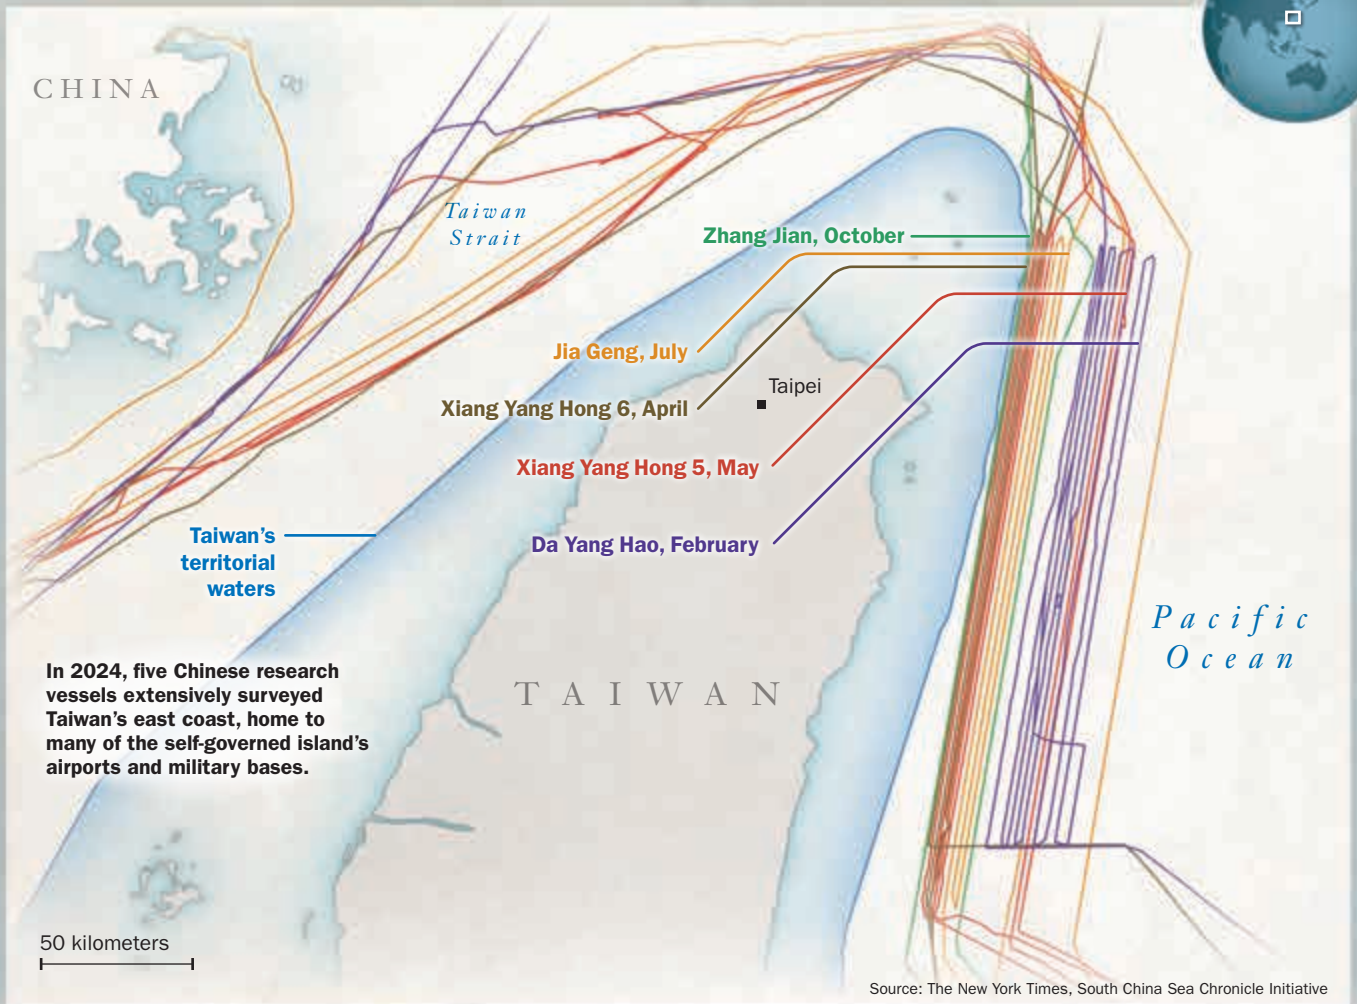 CHINA
Taiwan
Strait
Zhang Jian, October
Jia Geng, July
Taipei
Xiang Yang Hong 6, April
Xiang Yang Hong 5, May
Taiwan's
territorial
waters
Da Yang Hao, February
Pacific
Ocean
In 2024, five Chinese research
vessels extensively surveyed
Taiwan's east coast, home to
many of the self-governed island's
airports and military bases.
TAIWAN
50 kilometers
Source: The New York Times, South China Sea Chronicle Initiative